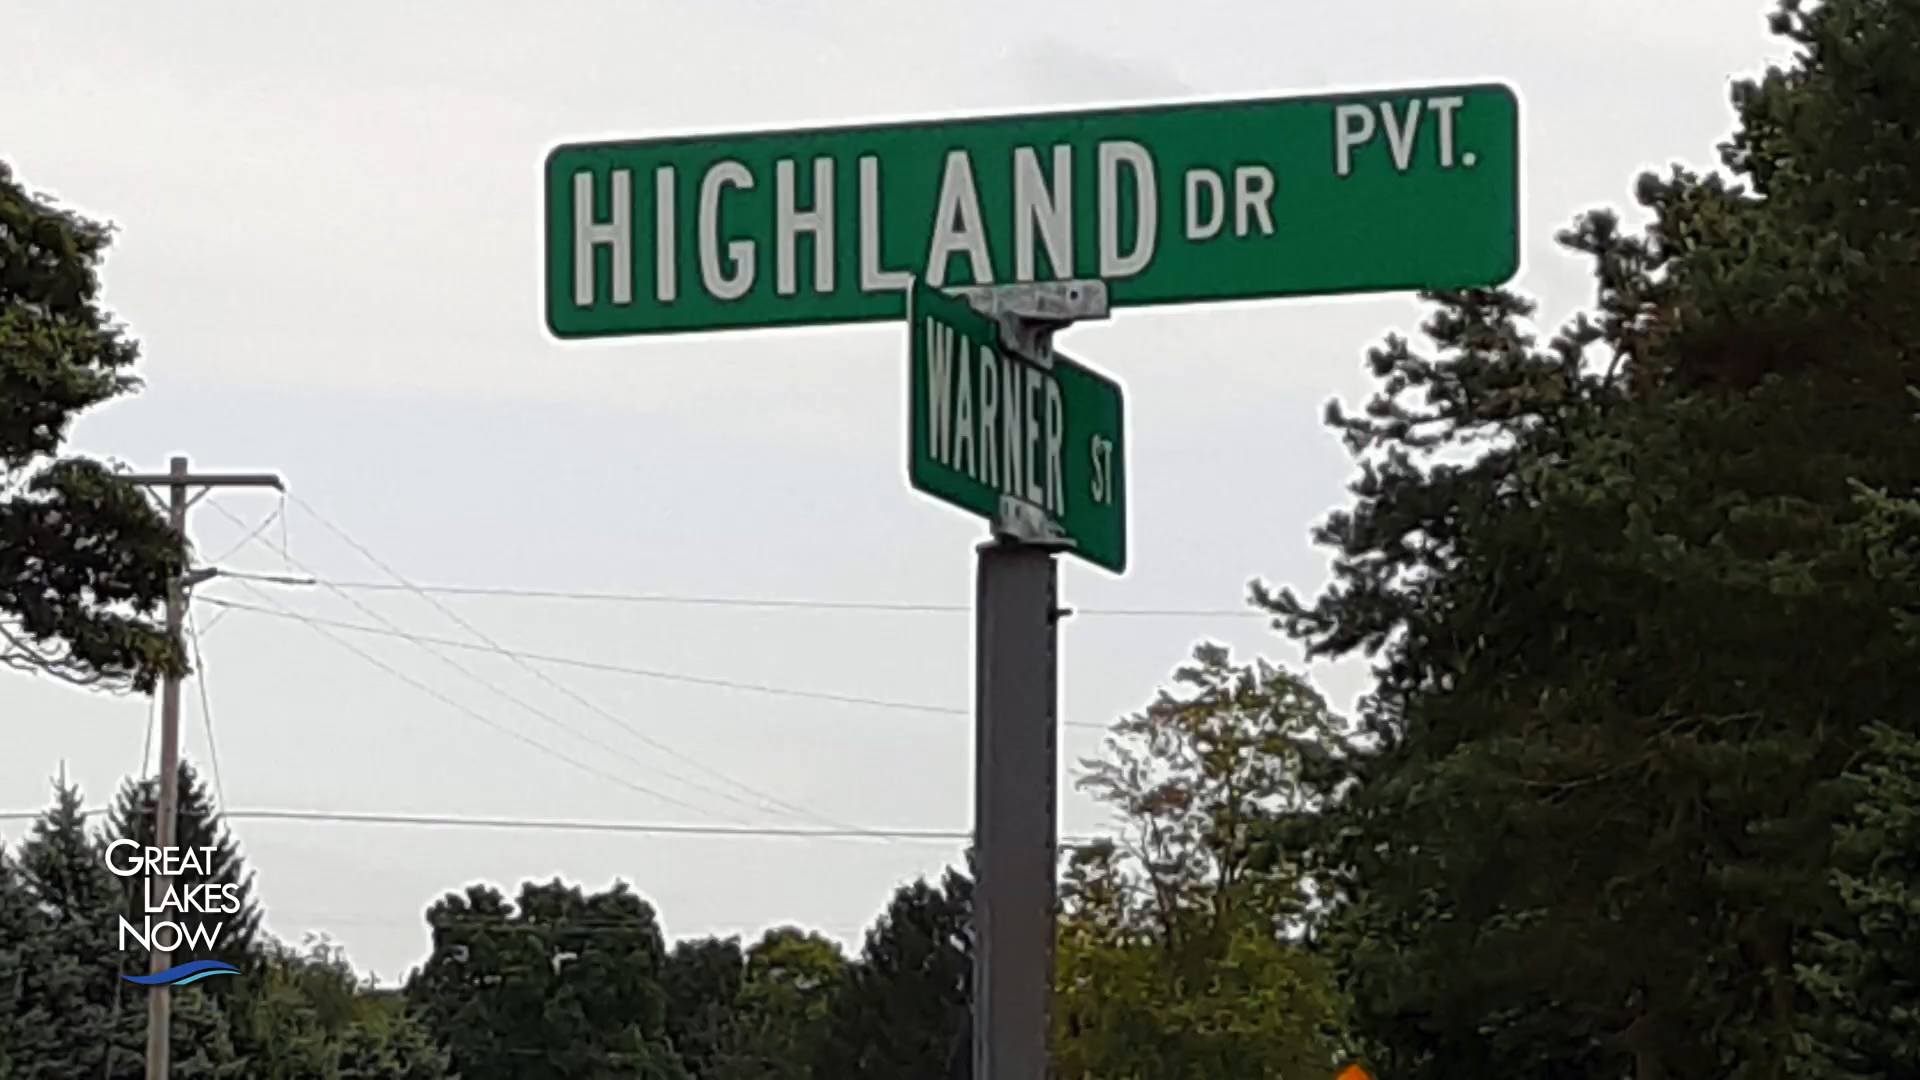 HIGHLAND DR PVT.
WARNER ST
GREAT
LAKES
NOW